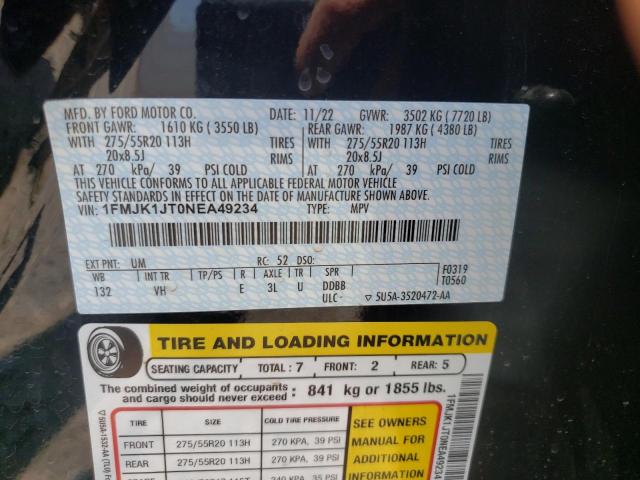 MFD. BY FORD MOTOR CO. DATE: 11/22 GVWR: 3502 KG ( 7720 LB)
FRONT GAWR: 1610 KG ( 3550 LB) REAR GAWR: 1987 KG ( 4380 LB)
WITH 275/55R20 113H TIRES WITH 275/55R20 113H TIRES
20x8.5J RIMS 20x8.5J RIMS
AT 270 kPa/ 39 PSI COLD AT 270 kPa/ 39 PSI COLD
THIS VEHICLE CONFORMS TO ALL APPLICABLE FEDERAL MOTOR VEHICLE
SAFETY STANDARDS IN EFFECT ON THE DATE OF MANUFACTURE SHOWN ABOVE.
VIN: 1FMJK1JT0NEA49234 TYPE: MPV
EXT PNT: UM RC: 52 DSO: F0319
WB INT TR TP/PS R AXLE TR SPR T0560
132 VH E 3L U DDBB
ULC ▽ 5U5A-3520472-AA
TIRE AND LOADING INFORMATION
SEATING CAPACITY TOTAL : 7 FRONT: 2 REAR: 5
The combined weight of occupants and cargo should never exceed : 841 kg or 1855 lbs.
TIRE SIZE COLD TIRE PRESSURE
FRONT 275/55R20 113H 270 KPA, 39 PSI
REAR 275/55R20 113H 270 KPA, 39 PSI
240 KPA, 35 PSI
SEE OWNERS
MANUAL FOR
ADDITIONAL
INFORMATION
1FMJK1JT0NEA49234